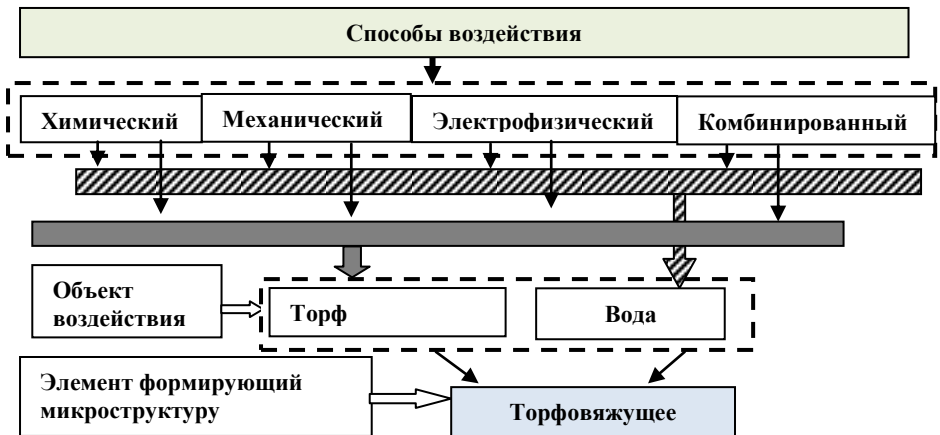 Способы воздействия
Химический
Механический
Электрофизический
Комбинированный
Объект
воздействия
Торф
Вода
Элемент формирующий
микроструктуру
Торфовяжущее